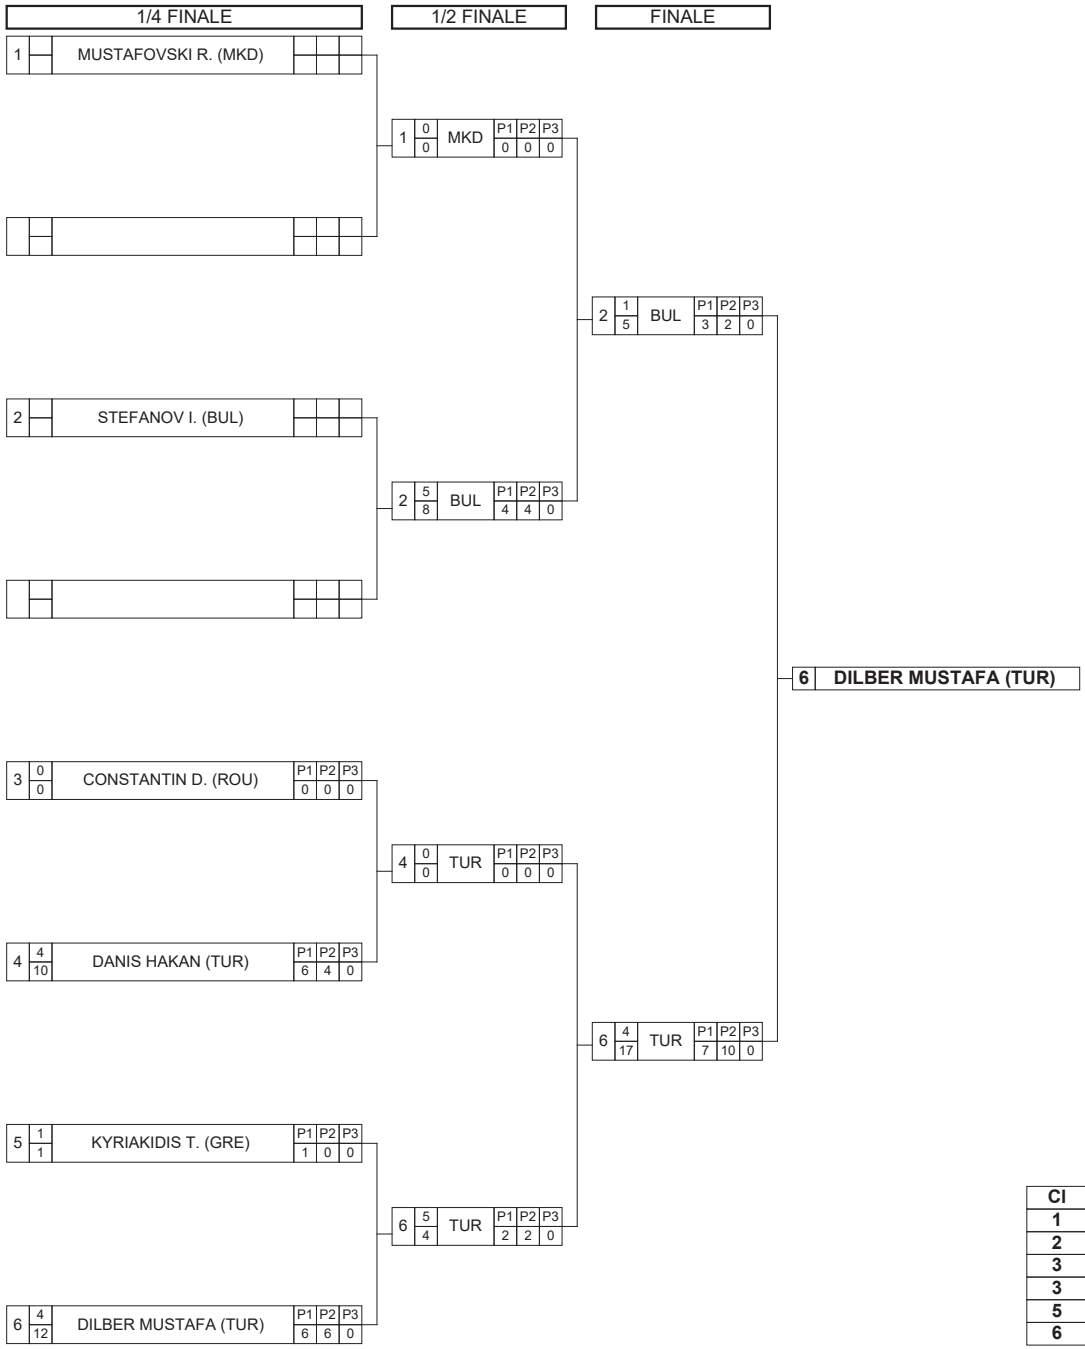 1/4 FINALE 1/2 FINALE FINALE
1 MUSTAFOVSKI R. (MKD)
1 0 MKD P1 P2 P3
0 0 0 0
2 1 BUL P1 P2 P3
5 3 2 0
2 STEFANOV I. (BUL)
2 5 BUL P1 P2 P3
8 4 4 0
6 DILBER MUSTAFA (TUR)
3 0 CONSTANTIN D. (ROU) P1 P2 P3
0 0 0 0
4 0 TUR P1 P2 P3
0 0 0 0
4 4 DANIS HAKAN (TUR) P1 P2 P3
10 6 4 0
6 4 TUR P1 P2 P3
17 7 10 0
5 1 KYRIAKIDIS T. (GRE) P1 P2 P3
1 1 0 0
6 5 TUR P1 P2 P3
4 2 2 0
6 4 DILBER MUSTAFA (TUR) P1 P2 P3
12 6 6 0
Cl
1
2
3
3
5
6